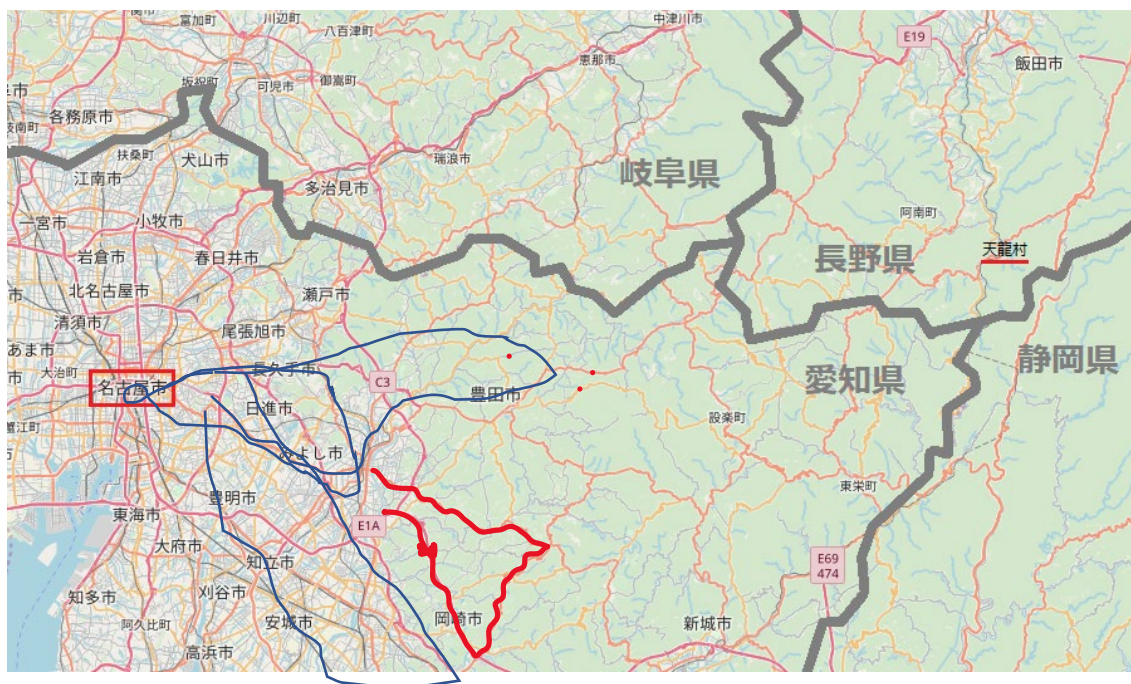 関市
富加町
川辺町
八百津町
中津川市
E19
飯田市
恵那市
坂祝町
可児市
御嵩町
各務原市
岐南町
扶桑町
犬山市
瑞浪市
岐阜県
江南市
多治見市
阿南町
一宮市
小牧市
天龍村
岩倉市
春日井市
長野県
北名古屋市
瀬戸市
清須市
尾張旭市
静岡県
あま市
大治町
長久手市
名古屋市
C3
豊田市
愛知県
日進市
設楽町
蟹江町
みよし市
豊明市
東栄町
東海市
E1A
大府市
知立市
E69
474
刈谷市
知多市
安城市
岡崎市
新城市
阿久比町
高浜市